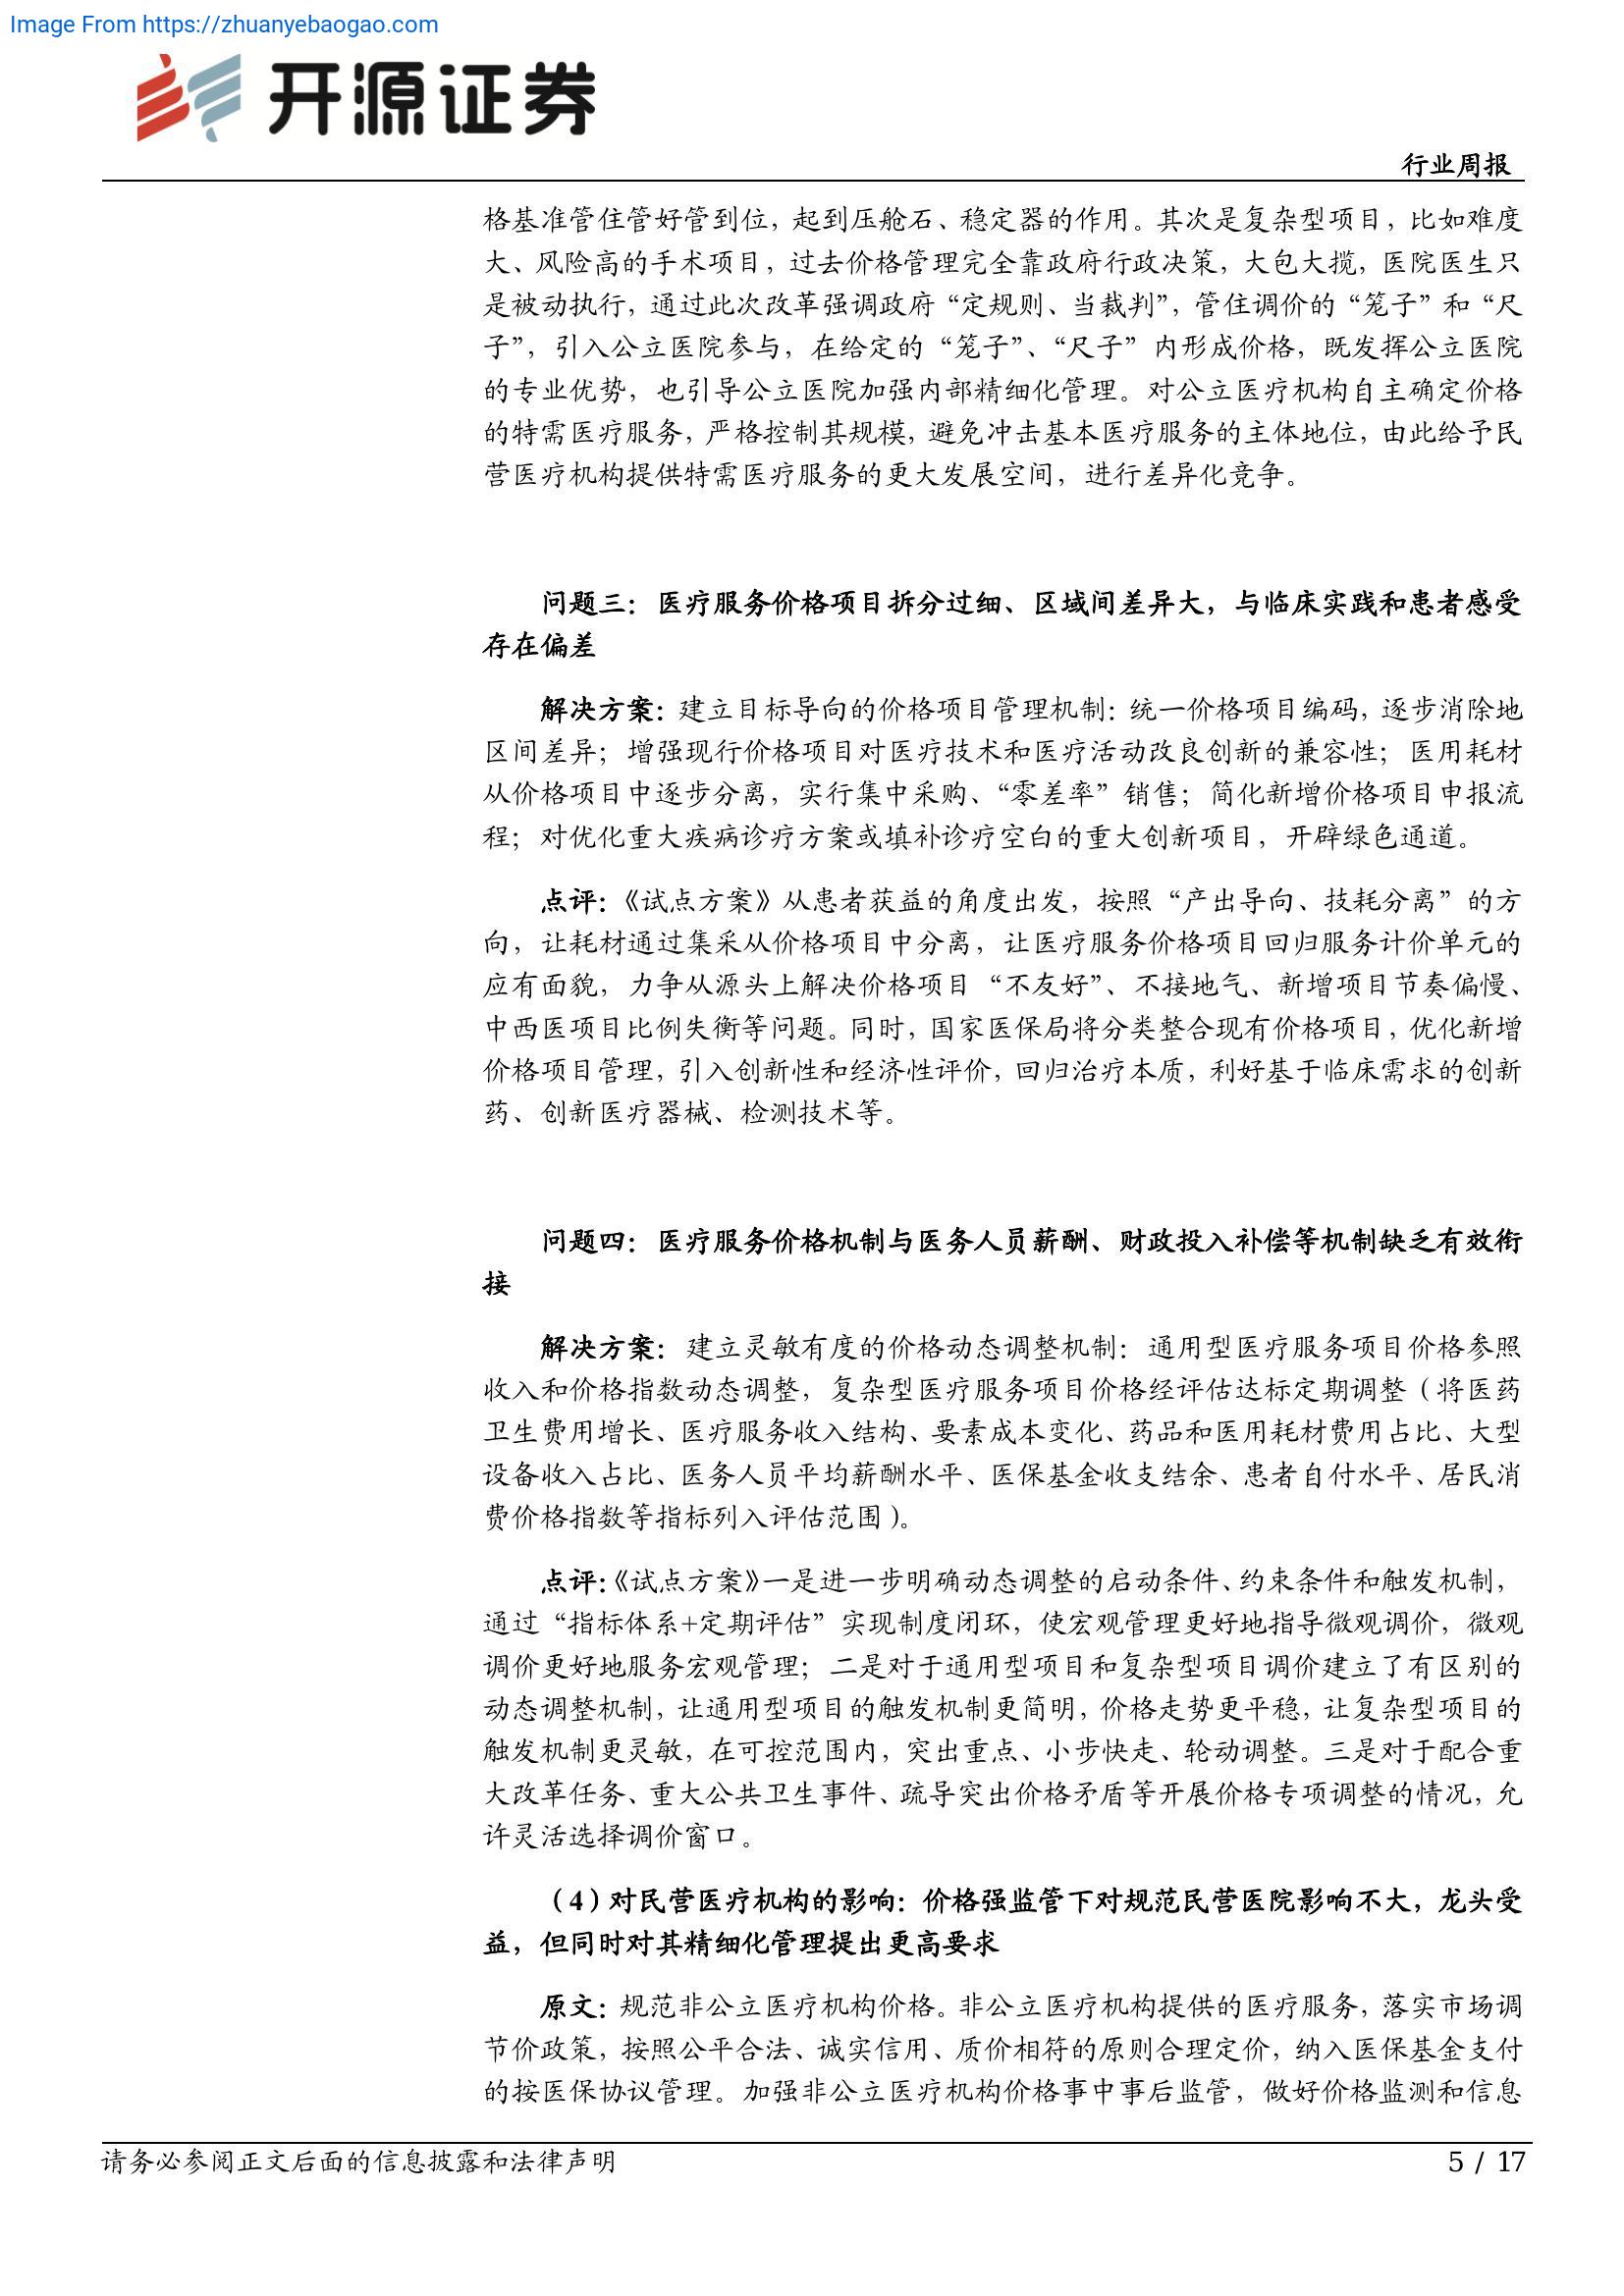 Image From https://zhuanyebaogao.com
开源证券
行业周报
格基准管住管好管到位，起到压舱石、稳定器的作用。其次是复杂型项目，比如难度
大、风险高的手术项目，过去价格管理完全靠政府行政决策，大包大揽，医院医生只
是被动执行，通过此次改革强调政府“定规则、当裁判”，管住调价的“笼子”和“尺
子”，引入公立医院参与，在给定的“笼子”、“尺子”内形成价格，既发挥公立医院
的专业优势，也引导公立医院加强内部精细化管理。对公立医疗机构自主确定价格
的特需医疗服务，严格控制其规模，避免冲击基本医疗服务的主体地位，由此给予民
营医疗机构提供特需医疗服务的更大发展空间，进行差异化竞争。
问题三：医疗服务价格项目拆分过细、区域间差异大，与临床实践和患者感受
存在偏差
解决方案：建立目标导向的价格项目管理机制：统一价格项目编码，逐步消除地
区间差异；增强现行价格项目对医疗技术和医疗活动改良创新的兼容性；医用耗材
从价格项目中逐步分离，实行集中采购、“零差率”销售；简化新增价格项目申报流
程；对优化重大疾病诊疗方案或填补诊疗空白的重大创新项目，开辟绿色通道。
点评：《试点方案》从患者获益的角度出发，按照“产出导向、技耗分离”的方
向，让耗材通过集采从价格项目中分离，让医疗服务价格项目回归服务计价单元的
应有面貌，力争从源头上解决价格项目“不友好”、不接地气、新增项目节奏偏慢、
中西医项目比例失衡等问题。同时，国家医保局将分类整合现有价格项目，优化新增
价格项目管理，引入创新性和经济性评价，回归治疗本质，利好基于临床需求的创新
药、创新医疗器械、检测技术等。
问题四：医疗服务价格机制与医务人员薪酬、财政投入补偿等机制缺乏有效衔
接
解决方案：建立灵敏有度的价格动态调整机制：通用型医疗服务项目价格参照
收入和价格指数动态调整，复杂型医疗服务项目价格经评估达标定期调整（将医药
卫生费用增长、医疗服务收入结构、要素成本变化、药品和医用耗材费用占比、大型
设备收入占比、医务人员平均薪酬水平、医保基金收支结余、患者自付水平、居民消
费价格指数等指标列入评估范围）。
点评：《试点方案》一是进一步明确动态调整的启动条件、约束条件和触发机制，
通过“指标体系+定期评估”实现制度闭环，使宏观管理更好地指导微观调价，微观
调价更好地服务宏观管理；二是对于通用型项目和复杂型项目调价建立了有区别的
动态调整机制，让通用型项目的触发机制更简明，价格走势更平稳，让复杂型项目的
触发机制更灵敏，在可控范围内，突出重点、小步快走、轮动调整。三是对于配合重
大改革任务、重大公共卫生事件、疏导突出价格矛盾等开展价格专项调整的情况，允
许灵活选择调价窗口。
（4）对民营医疗机构的影响：价格强监管下对规范民营医院影响不大，龙头受
益，但同时对其精细化管理提出更高要求
原文：规范非公立医疗机构价格。非公立医疗机构提供的医疗服务，落实市场调
节价政策，按照公平合法、诚实信用、质价相符的原则合理定价，纳入医保基金支付
的按医保协议管理。加强非公立医疗机构价格事中事后监管，做好价格监测和信息
请务必参阅正文后面的信息披露和法律声明
5 / 17